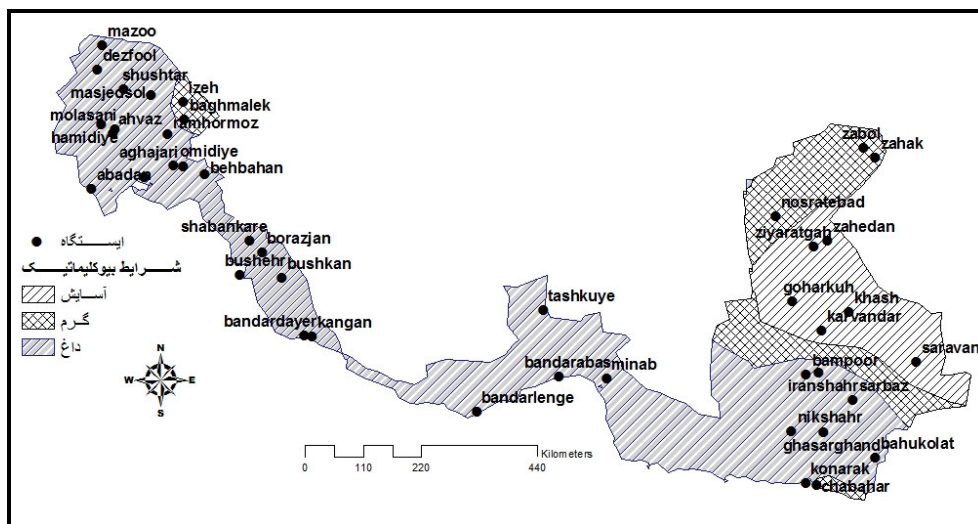 mazoo
dezfool
shushtar
masjedsol
izeh
baghmalek
molasani
ahvaz
ramhormoz
hamidiye
aghajari
omidiye
behbahan
abadan
zabol
zahak
nosratebad
ziyaratgah
zahedan
shabankare
borazjan
bushehr
bushkan
goharkuh
khash
karvandar
tashkuye
bandardayer
kangan
saravan
bandarabas
minab
bampoor
iranshahr
sarbaz
bandarlenge
nikshahr
ghasarghand
bahukolat
konarak
chabahar
ایستگاه
شرایط بیوکلیماتیک
آسایش
گرم
داغ
N
W E
S
Kilometers
0 110 220 440